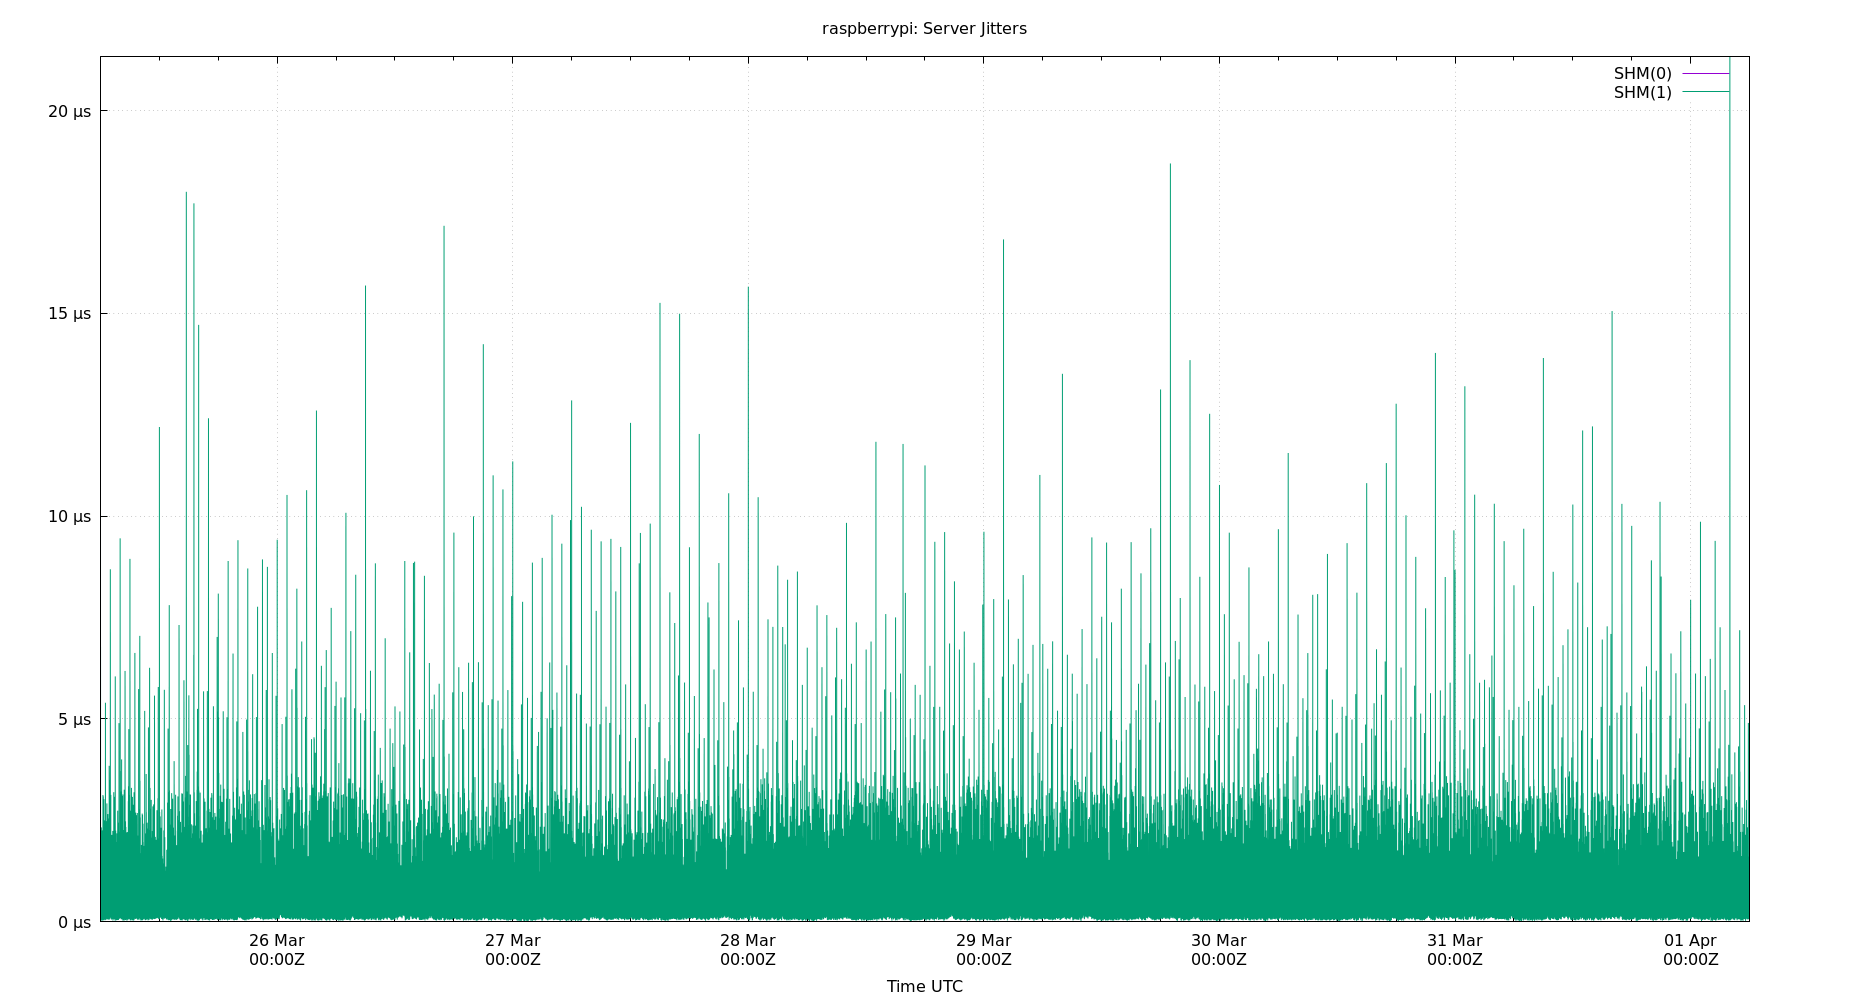 raspberrypi: Server Jitters
SHM(0)
SHM(1)
20 µs
15 µs
10 µs
5 µs
0 µs
26 Mar
00:00Z
27 Mar
00:00Z
28 Mar
00:00Z
29 Mar
00:00Z
30 Mar
00:00Z
31 Mar
00:00Z
01 Apr
00:00Z
Time UTC